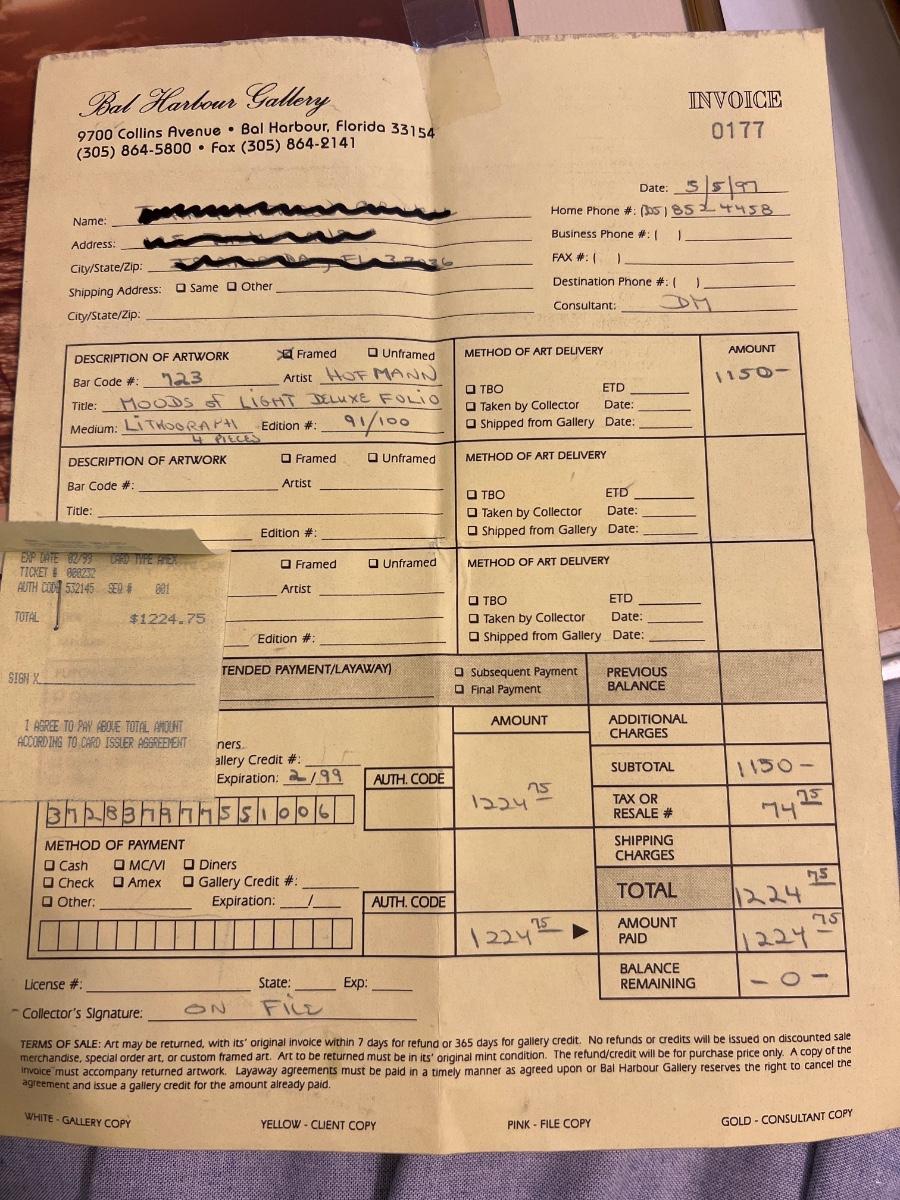 Bal Harbour Gallery
9700 Collins Avenue • Bal Harbour, Florida 33154
(305) 864-5800 • Fax (305) 864-2141
INVOICE
0177
Date: 5/5/97
Name:
Home Phone #: (305) 852-4458
Address:
Business Phone #: ( )
City/State/Zip:
FAX #: ( )
Shipping Address: Same Other
Destination Phone #: ( )
City/State/Zip:
Consultant: DM
DESCRIPTION OF ARTWORK Framed Unframed
Bar Code #: 723 Artist HOFMANN
Title: MOODS of LIGHT DELUXE FOLIO
Medium: LITHOGRAPH Edition #: 91/100
4 PIECES
METHOD OF ART DELIVERY
TBO ETD
Taken by Collector Date:
Shipped from Gallery Date:
AMOUNT
1150-
DESCRIPTION OF ARTWORK Framed Unframed
Bar Code #: Artist
Title:
Edition #:
METHOD OF ART DELIVERY
TBO ETD
Taken by Collector Date:
Shipped from Gallery Date:
Framed Unframed
Artist
Edition #:
METHOD OF ART DELIVERY
TBO ETD
Taken by Collector Date:
Shipped from Gallery Date:
EXP DATE 02/99 CARD TYPE AMEX
TICKET # 000232
AUTH CODE 532145 SEQ # 001
TOTAL $1224.75
SIGN X
I AGREE TO PAY ABOVE TOTAL AMOUNT
ACCORDING TO CARD ISSUER AGGREEMENT
TENDED PAYMENT/LAYAWAY)
Subsequent Payment
Final Payment
PREVIOUS
BALANCE
AMOUNT
ADDITIONAL
CHARGES
ners
allery Credit #:
Expiration: 2/99
AUTH. CODE
372837977551006
1224 75
SUBTOTAL 1150-
TAX OR
RESALE # 74 75
SHIPPING
CHARGES
METHOD OF PAYMENT
Cash MC/VI Diners
Check Amex Gallery Credit #:
Other: Expiration: /
AUTH. CODE
1224 75
TOTAL 1224 75
AMOUNT
PAID 1224 75
BALANCE
REMAINING -0-
License #: State: Exp:
Collector's Signature: ON FILE
TERMS OF SALE: Art may be returned, with its' original invoice within 7 days for refund or 365 days for gallery credit. No refunds or credits will be issued on discounted sale
merchandise, special order art, or custom framed art. Art to be returned must be in its' original mint condition. The refund/credit will be for purchase price only. A copy of the
invoice must accompany returned artwork. Layaway agreements must be paid in a timely manner as agreed upon or Bal Harbour Gallery reserves the right to cancel the
agreement and issue a gallery credit for the amount already paid.
WHITE - GALLERY COPY YELLOW - CLIENT COPY PINK - FILE COPY GOLD - CONSULTANT COPY